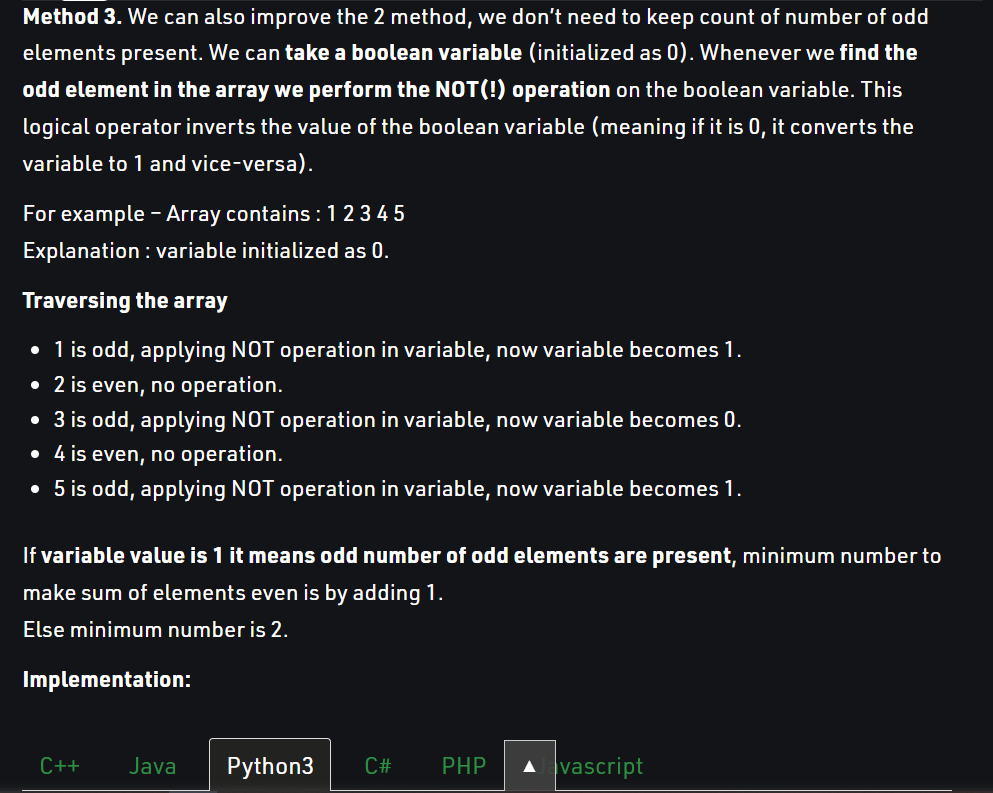 Method 3. We can also improve the 2 method, we don’t need to keep count of number of odd
elements present. We can take a boolean variable (initialized as 0). Whenever we find the
odd element in the array we perform the NOT(!) operation on the boolean variable. This
logical operator inverts the value of the boolean variable (meaning if it is 0, it converts the
variable to 1 and vice-versa).
For example – Array contains : 1 2 3 4 5
Explanation : variable initialized as 0.
Traversing the array
• 1 is odd, applying NOT operation in variable, now variable becomes 1.
• 2 is even, no operation.
• 3 is odd, applying NOT operation in variable, now variable becomes 0.
• 4 is even, no operation.
• 5 is odd, applying NOT operation in variable, now variable becomes 1.
If variable value is 1 it means odd number of odd elements are present, minimum number to
make sum of elements even is by adding 1.
Else minimum number is 2.
Implementation:
C++ Java Python3 C# PHP ▲ avascript